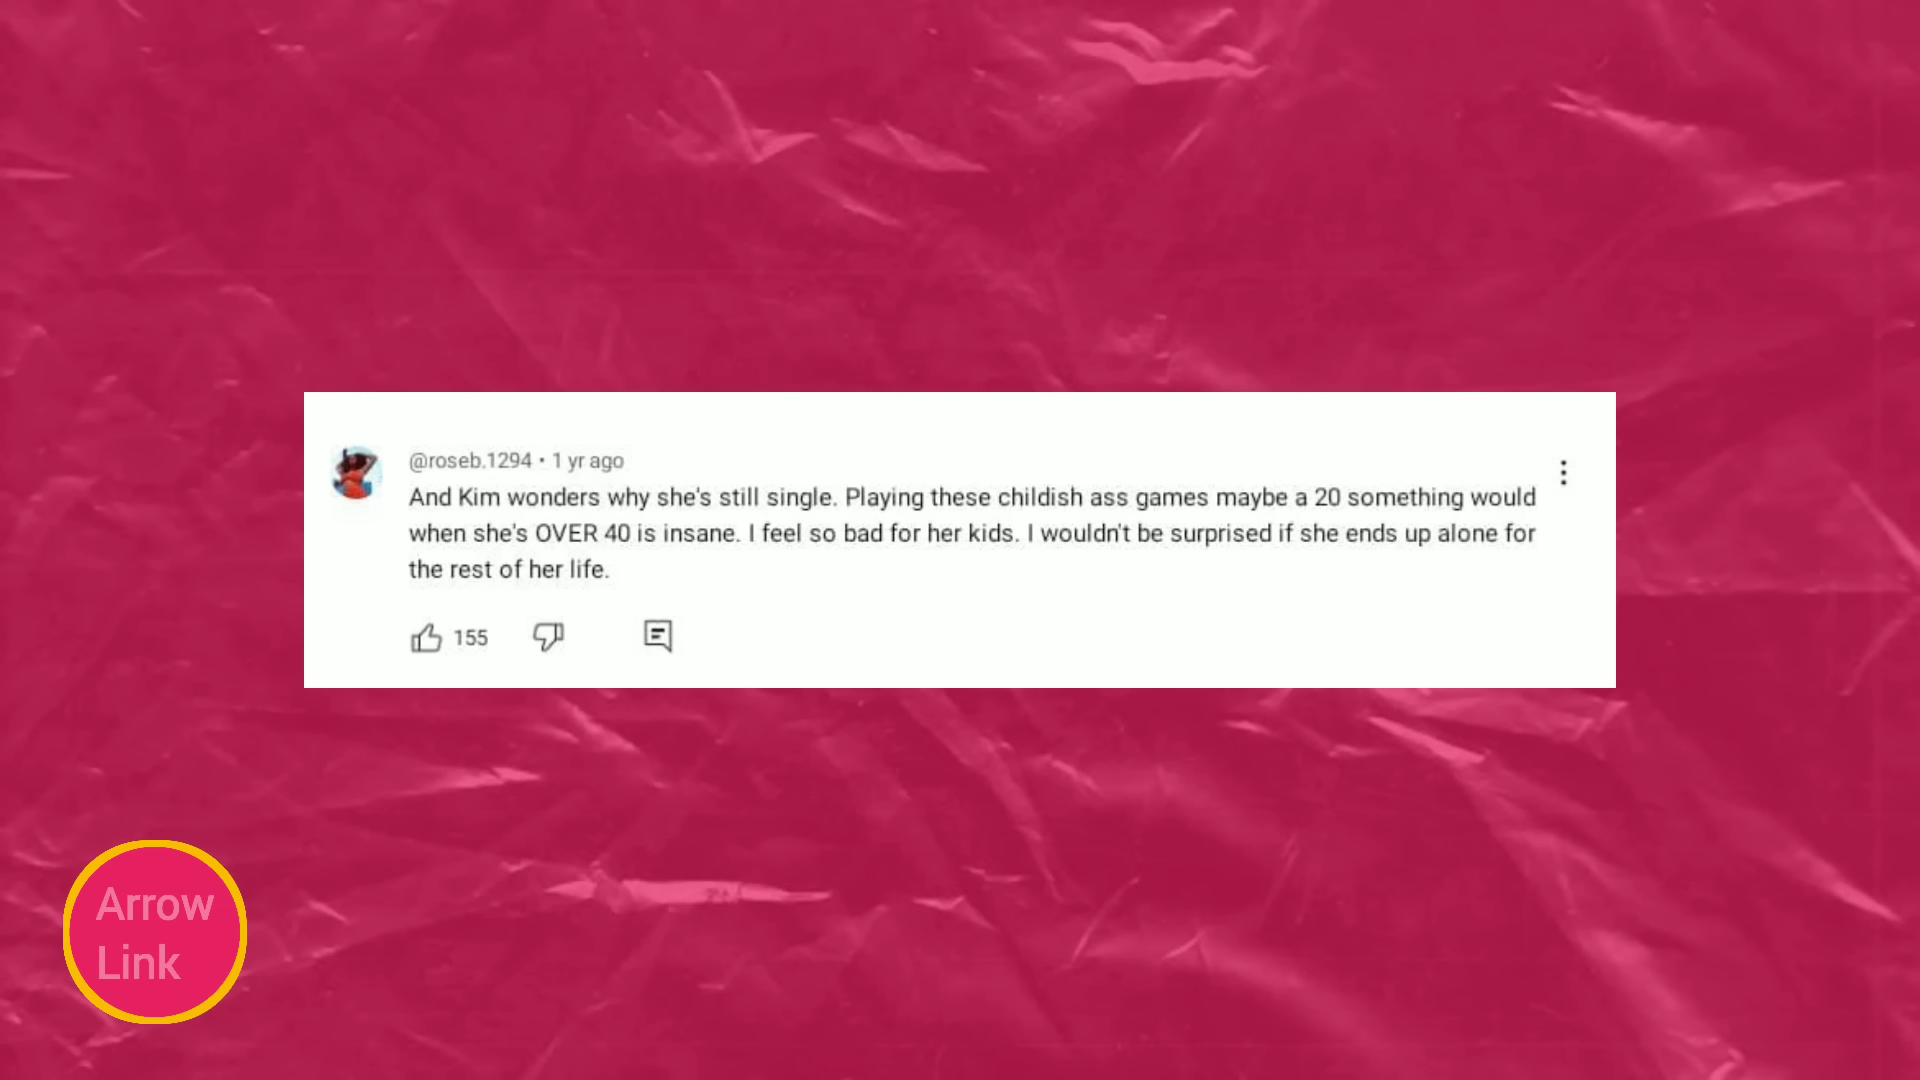 @roseb.1294 • 1 yr ago
And Kim wonders why she's still single. Playing these childish ass games maybe a 20 something would
when she's OVER 40 is insane. I feel so bad for her kids. I wouldn't be surprised if she ends up alone for
the rest of her life.
155
Arrow
Link